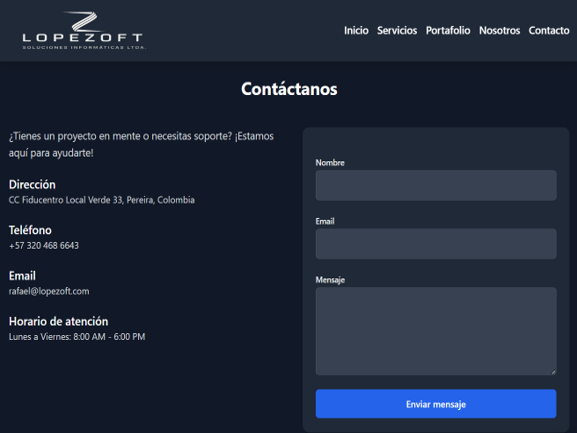 LOPEZOFT
SOLUCIONES INFORMÁTICAS LTDA.
Inicio Servicios Portafolio Nosotros Contacto
Contáctanos
¿Tienes un proyecto en mente o necesitas soporte? ¡Estamos
aquí para ayudarte!
Dirección
CC Fiducentro Local Verde 33, Pereira, Colombia
Teléfono
+57 320 468 6643
Email
rafael@lopezoft.com
Horario de atención
Lunes a Viernes: 8:00 AM - 6:00 PM
Nombre
Email
Mensaje
Enviar mensaje